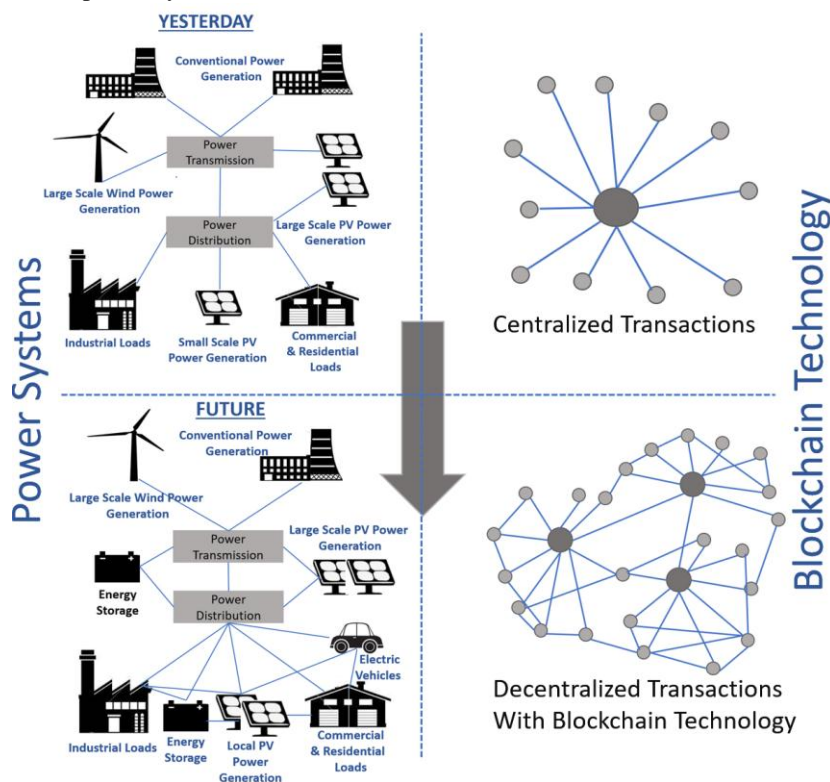 YESTERDAY
Conventional Power
Generation
Power
Transmission
Large Scale Wind Power
Generation
Power
Distribution
Large Scale PV Power
Generation
Industrial Loads
Small Scale PV
Power Generation
Commercial
& Residential
Loads
Power Systems
Centralized Transactions
Blockchain Technology
FUTURE
Conventional Power
Generation
Large Scale Wind Power
Generation
Power
Transmission
Large Scale PV Power
Generation
Energy
Storage
Power
Distribution
Electric
Vehicles
Industrial Loads
Energy
Storage
Local PV
Power
Generation
Commercial
& Residential
Loads
Decentralized Transactions
With Blockchain Technology